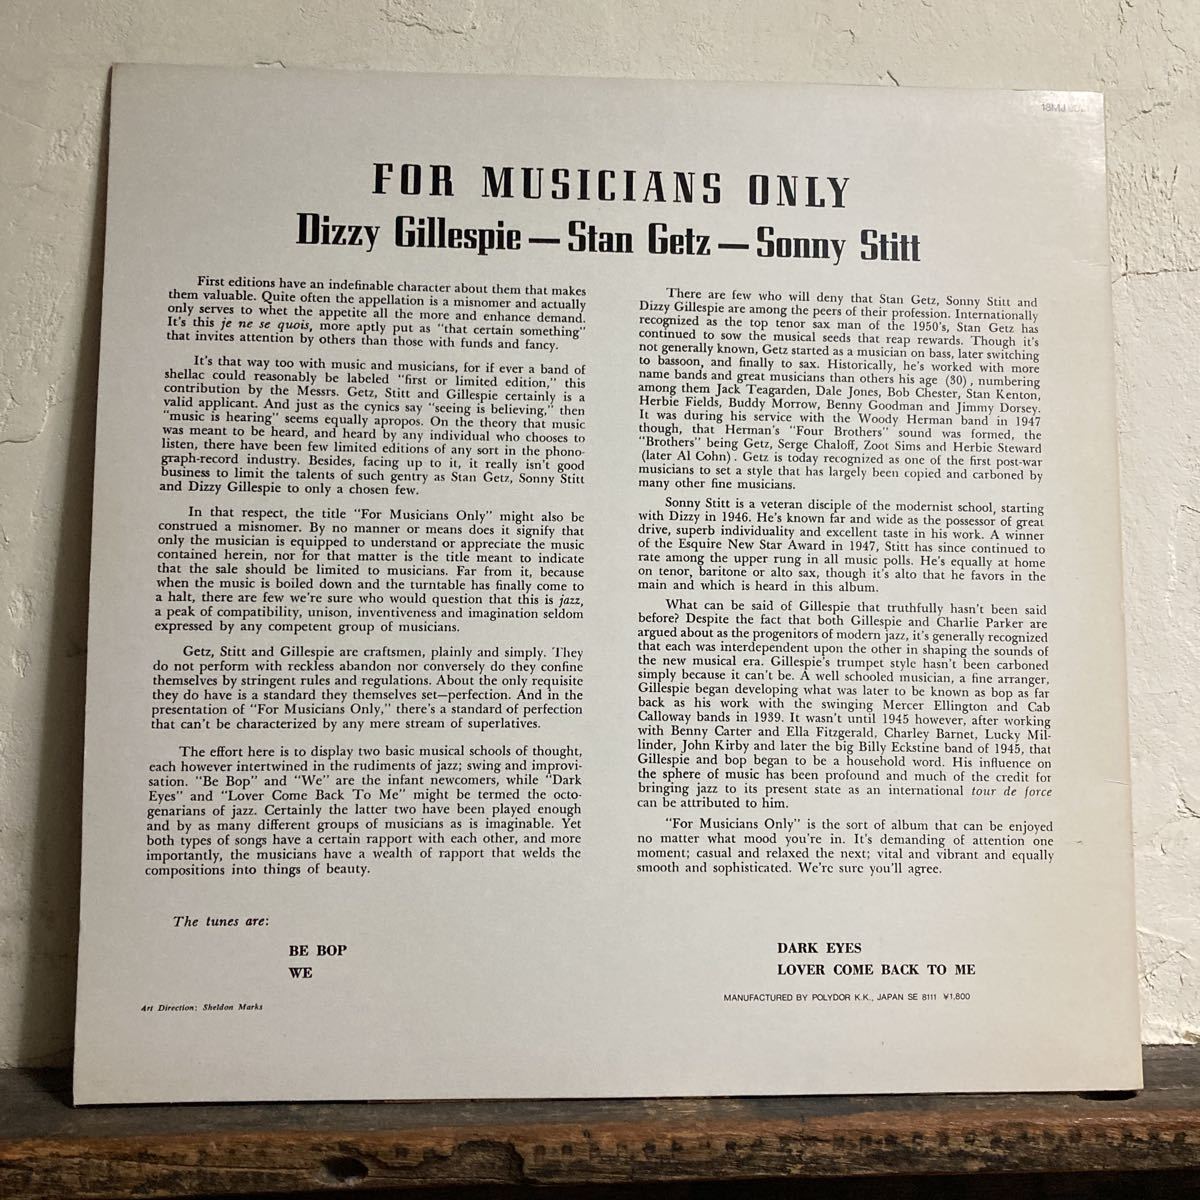 FOR MUSICIANS ONLY
Dizzy Gillespie — Stan Getz — Sonny Stitt
First editions have an indefinable character about them that makes
them valuable. Quite often the appellation is a misnomer and actually
only serves to whet the appetite all the more and enhance demand.
It's this je ne se quois, more aptly put as "that certain something"
that invites attention by others than those with funds and fancy.
It's that way too with music and musicians, for if ever a band of
shellac could reasonably be labeled "first or limited edition," this
contribution by the Messrs. Getz, Stitt and Gillespie certainly is a
valid applicant. And just as the cynics say "seeing is believing," then
"music is hearing" seems equally apropos. On the theory that music
was meant to be heard, and heard by any individual who chooses to
listen, there have been few limited editions of any sort in the phono-
graph-record industry. Besides, facing up to it, it really isn't good
business to limit the talents of such gentry as Stan Getz, Sonny Stitt
and Dizzy Gillespie to only a chosen few.
In that respect, the title "For Musicians Only" might also be
construed a misnomer. By no manner or means does it signify that
only the musician is equipped to understand or appreciate the music
contained herein, nor for that matter is the title meant to indicate
that the sale should be limited to musicians. Far from it, because
when the music is boiled down and the turntable has finally come to
a halt, there are few we're sure who would question that this is jazz,
a peak of compatibility, unison, inventiveness and imagination seldom
expressed by any competent group of musicians.
Getz, Stitt and Gillespie are craftsmen, plainly and simply. They
do not perform with reckless abandon nor conversely do they confine
themselves by stringent rules and regulations. About the only requisite
they do have is a standard they themselves set—perfection. And in the
presentation of "For Musicians Only," there's a standard of perfection
that can't be characterized by any mere stream of superlatives.
The effort here is to display two basic musical schools of thought,
each however intertwined in the rudiments of jazz; swing and improvi-
sation. "Be Bop" and "We" are the infant newcomers, while "Dark
Eyes" and "Lover Come Back To Me" might be termed the octo-
genarians of jazz. Certainly the latter two have been played enough
and by as many different groups of musicians as is imaginable. Yet
both types of songs have a certain rapport with each other, and more
importantly, the musicians have a wealth of rapport that welds the
compositions into things of beauty.
There are few who will deny that Stan Getz, Sonny Stitt and
Dizzy Gillespie are among the peers of their profession. Internationally
recognized as the top tenor sax man of the 1950's, Stan Getz has
continued to sow the musical seeds that reap rewards. Though it's
not generally known, Getz started as a musician on bass, later switching
to bassoon, and finally to sax. Historically, he's worked with more
name bands and great musicians than others his age (30), numbering
among them Jack Teagarden, Dale Jones, Bob Chester, Stan Kenton,
Herbie Fields, Buddy Morrow, Benny Goodman and Jimmy Dorsey.
It was during his service with the Woody Herman band in 1947
though, that Herman's "Four Brothers" sound was formed, the
"Brothers" being Getz, Serge Chaloff, Zoot Sims and Herbie Steward
(later Al Cohn). Getz is today recognized as one of the first post-war
musicians to set a style that has largely been copied and carboned by
many other fine musicians.
Sonny Stitt is a veteran disciple of the modernist school, starting
with Dizzy in 1946. He's known far and wide as the possessor of great
drive, superb individuality and excellent taste in his work. A winner
of the Esquire New Star Award in 1947, Stitt has since continued to
rate among the upper rung in all music polls. He's equally at home
on tenor, baritone or alto sax, though it's alto that he favors in the
main and which is heard in this album.
What can be said of Gillespie that truthfully hasn't been said
before? Despite the fact that both Gillespie and Charlie Parker are
argued about as the progenitors of modern jazz, it's generally recognized
that each was interdependent upon the other in shaping the sounds of
the new musical era. Gillespie's trumpet style hasn't been carboned
simply because it can't be. A well schooled musician, a fine arranger,
Gillespie began developing what was later to be known as bop as far
back as his work with the swinging Mercer Ellington and Cab
Calloway bands in 1939. It wasn't until 1945 however, after working
with Benny Carter and Ella Fitzgerald, Charley Barnet, Lucky Mil-
linder, John Kirby and later the big Billy Eckstine band of 1945, that
Gillespie and bop began to be a household word. His influence on
the sphere of music has been profound and much of the credit for
bringing jazz to its present state as an international tour de force
can be attributed to him.
"For Musicians Only" is the sort of album that can be enjoyed
no matter what mood you're in. It's demanding of attention one
moment; casual and relaxed the next; vital and vibrant and equally
smooth and sophisticated. We're sure you'll agree.
The tunes are:
BE BOP
WE
DARK EYES
LOVER COME BACK TO ME
Art Direction: Sheldon Marks
MANUFACTURED BY POLYDOR K.K., JAPAN SE 8111 ¥1,800